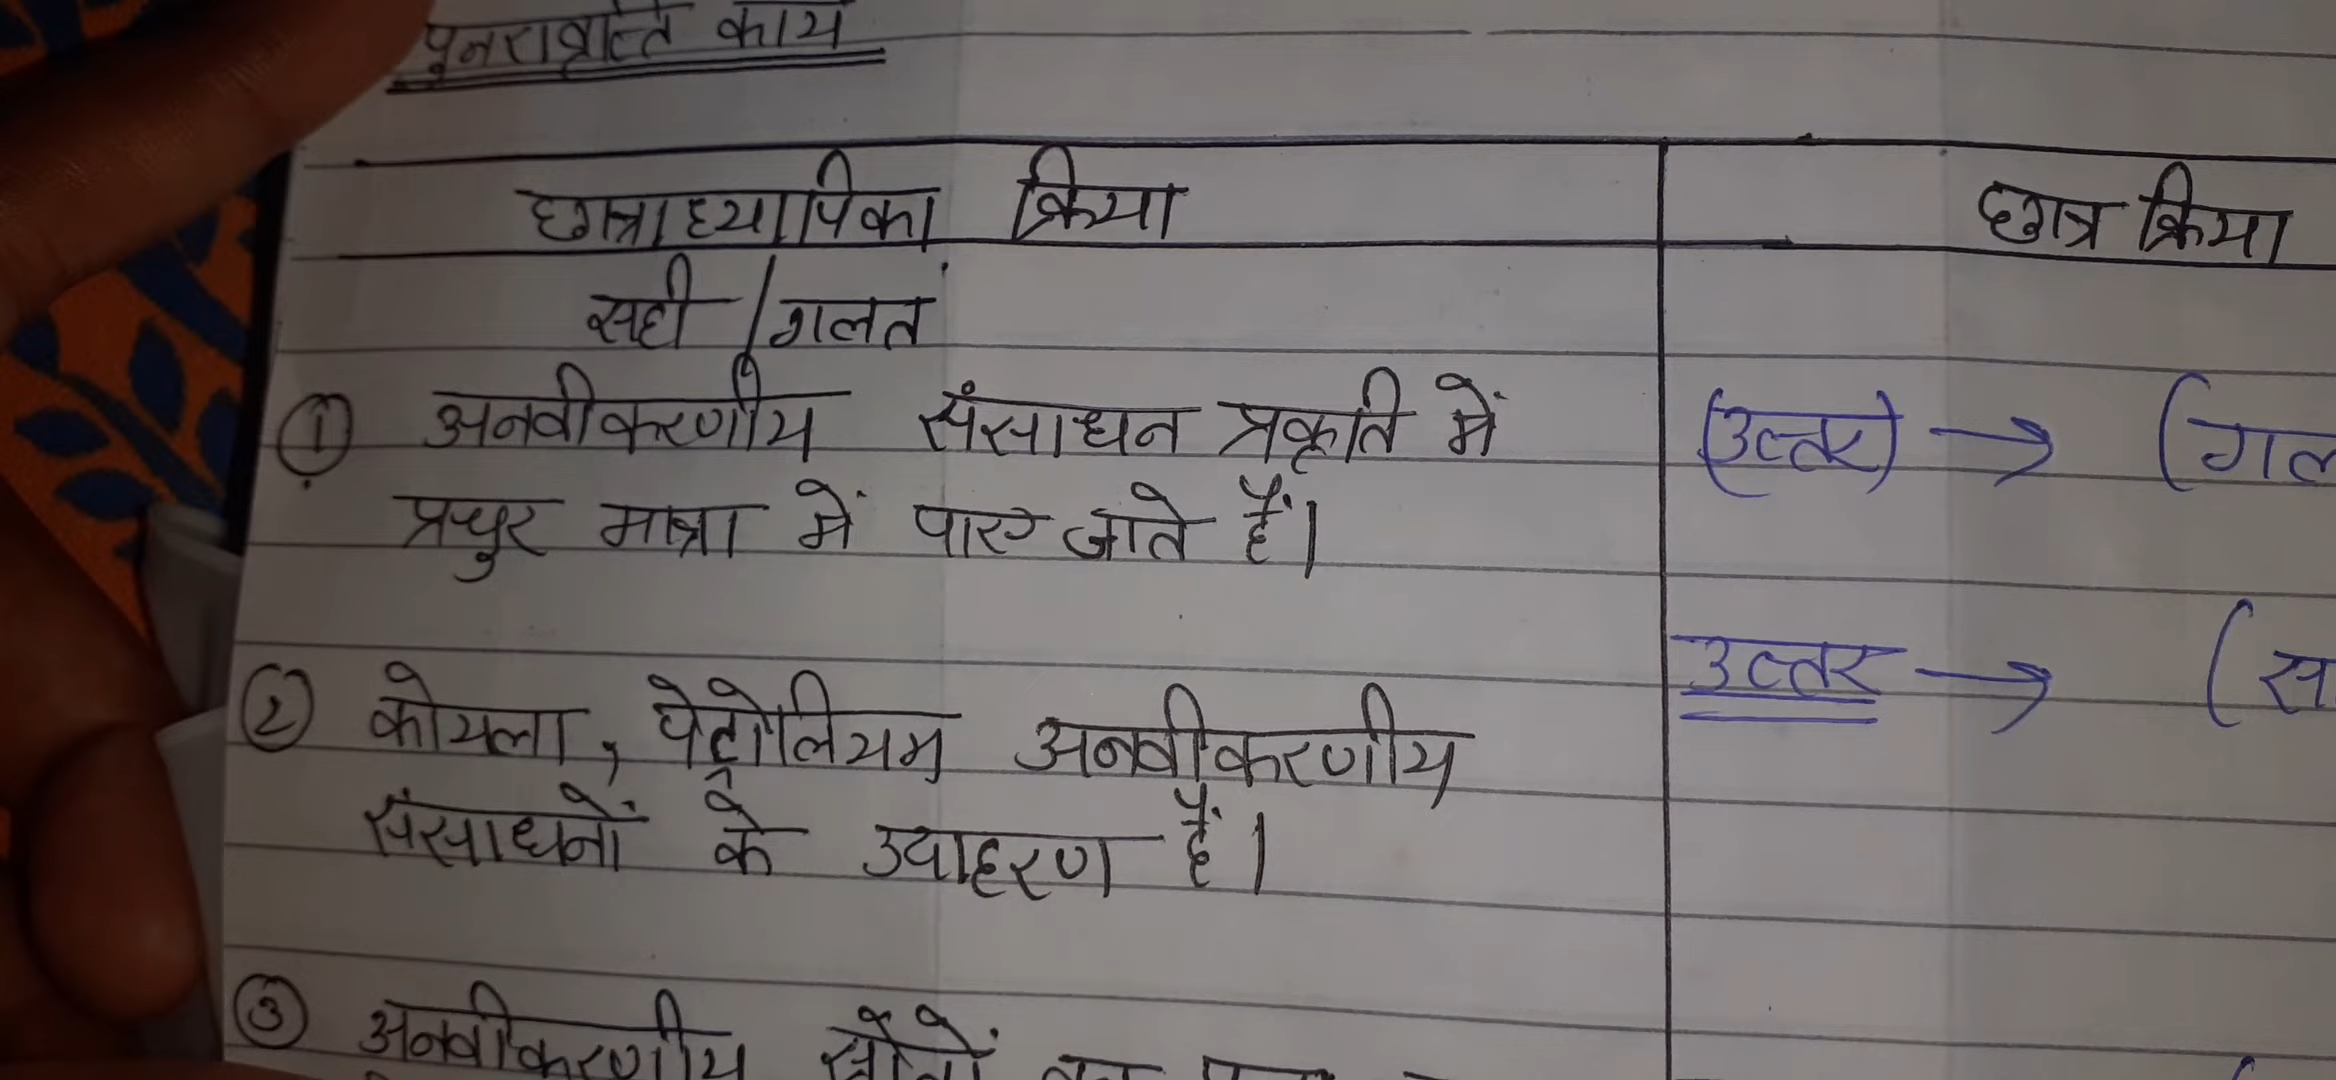 पुनरावृत्ति कार्य
छात्राध्यापिका क्रिया छात्र क्रिया
सही / गलत
① अनवीकरणीय संसाधन प्रकृति में (उत्तर) → (गल
प्रचुर मात्रा में पाए जाते हैं।
② कोयला, पेट्रोलियम अनवीकरणीय उत्तर → (स
संसाधनों के उदाहरण हैं।
③ अनवीकरणीय स्रोतों